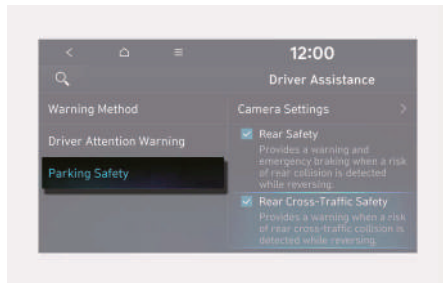 12:00
Driver Assistance
Warning Method
Driver Attention Warning
Parking Safety
Camera Settings
Rear Safety
Provides a warning and
emergency braking when a risk
of rear collision is detected
while reversing.
Rear Cross-Traffic Safety
Provides a warning when a risk
of rear cross-traffic collision is
detected while reversing.